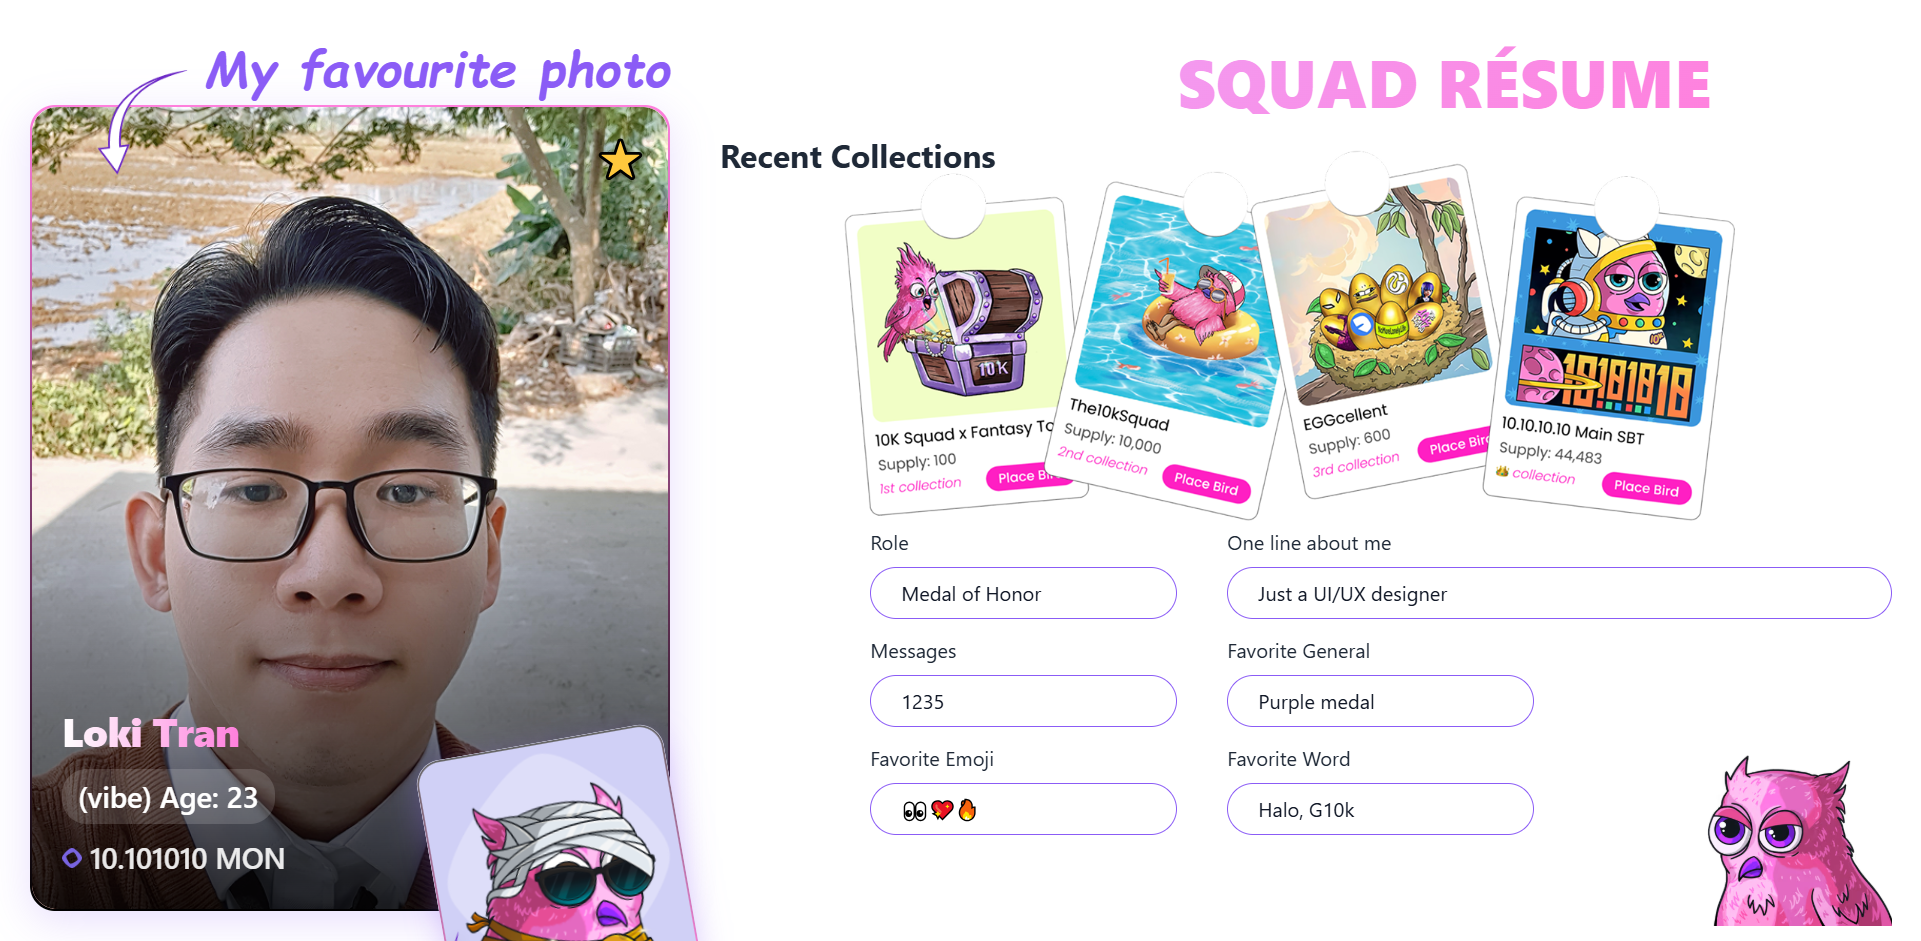 My favourite photo
SQUAD RÉSUME
Recent Collections
10K
10K Squad x Fantasy To
Supply: 100
1st collection
Place Bir
The10kSquad
Supply: 10,000
2nd collection
Place Bird
EGGcellent
Supply: 600
3rd collection
Place Bird
10101010
10.10.10.10 Main SBT
Supply: 44,483
👑 collection
Place Bird
Role
Medal of Honor
One line about me
Just a UI/UX designer
Messages
1235
Favorite General
Purple medal
Favorite Emoji
👀💖🔥
Favorite Word
Halo, G10k
Loki Tran
(vibe) Age: 23
10.101010 MON